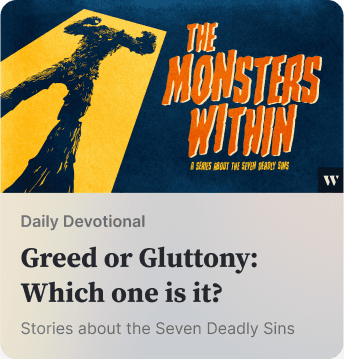 THE
MONSTERS
WITHIN
A SERIES ABOUT THE SEVEN DEADLY SINS
W
Daily Devotional
Greed or Gluttony:
Which one is it?
Stories about the Seven Deadly Sins